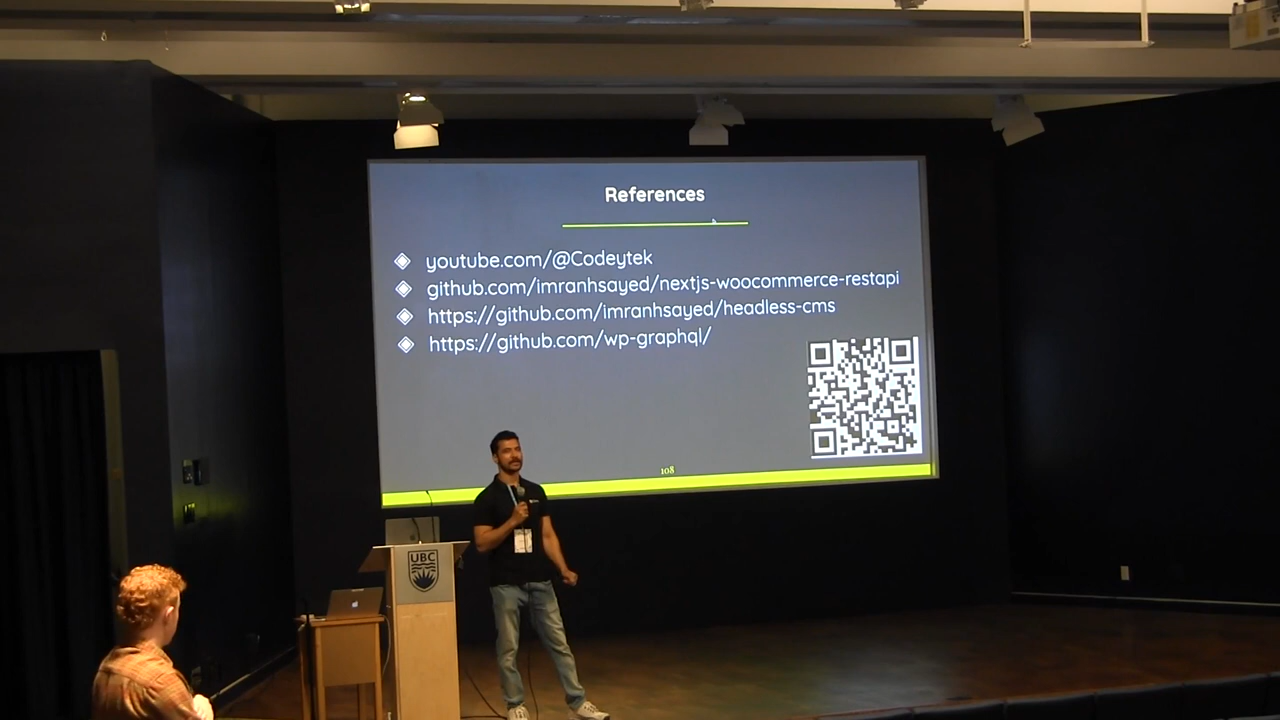 References
youtube.com/@Codeytek
github.com/imranhsayed/nextjs-woocommerce-restapi
https://github.com/imranhsayed/headless-cms
https://github.com/wp-graphql/
108
UBC